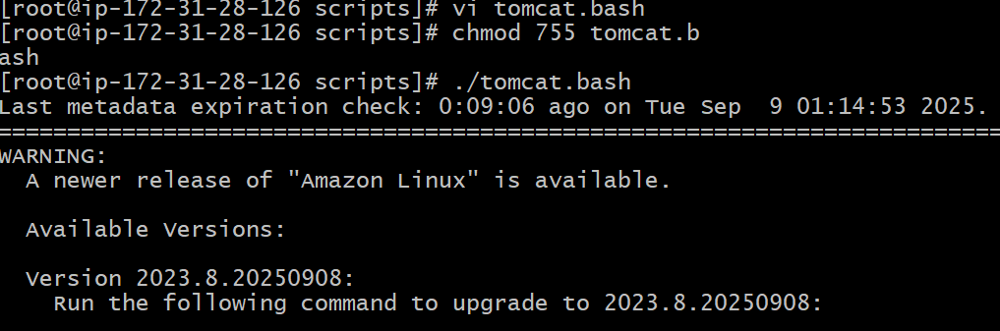 [root@ip-172-31-28-126 scripts]# vi tomcat.bash
[root@ip-172-31-28-126 scripts]# chmod 755 tomcat.b
ash
[root@ip-172-31-28-126 scripts]# ./tomcat.bash
Last metadata expiration check: 0:09:06 ago on Tue Sep  9 01:14:53 2025.
=========================================================================
WARNING:
  A newer release of "Amazon Linux" is available.

  Available Versions:

  Version 2023.8.20250908:
    Run the following command to upgrade to 2023.8.20250908: